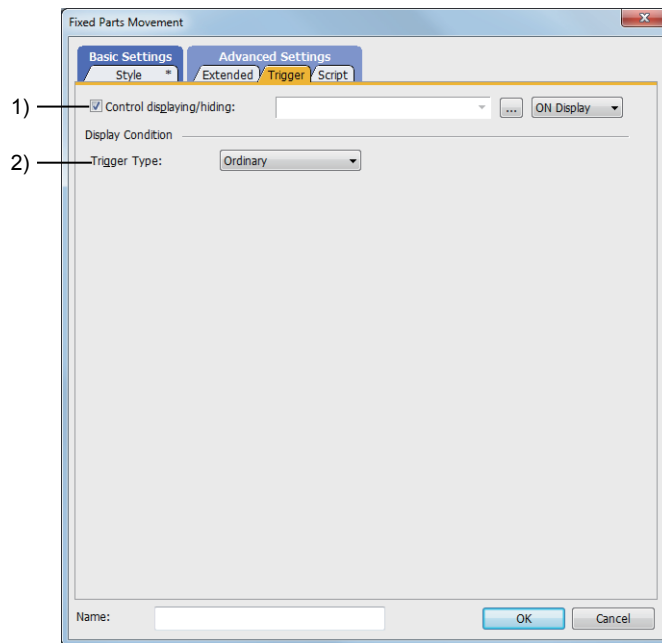 Fixed Parts Movement
Basic Settings
Advanced Settings
Style *
Extended
Trigger
Script
1)
Control displaying/hiding:
...
ON Display
Display Condition
2)
Trigger Type:
Ordinary
Name:
OK
Cancel